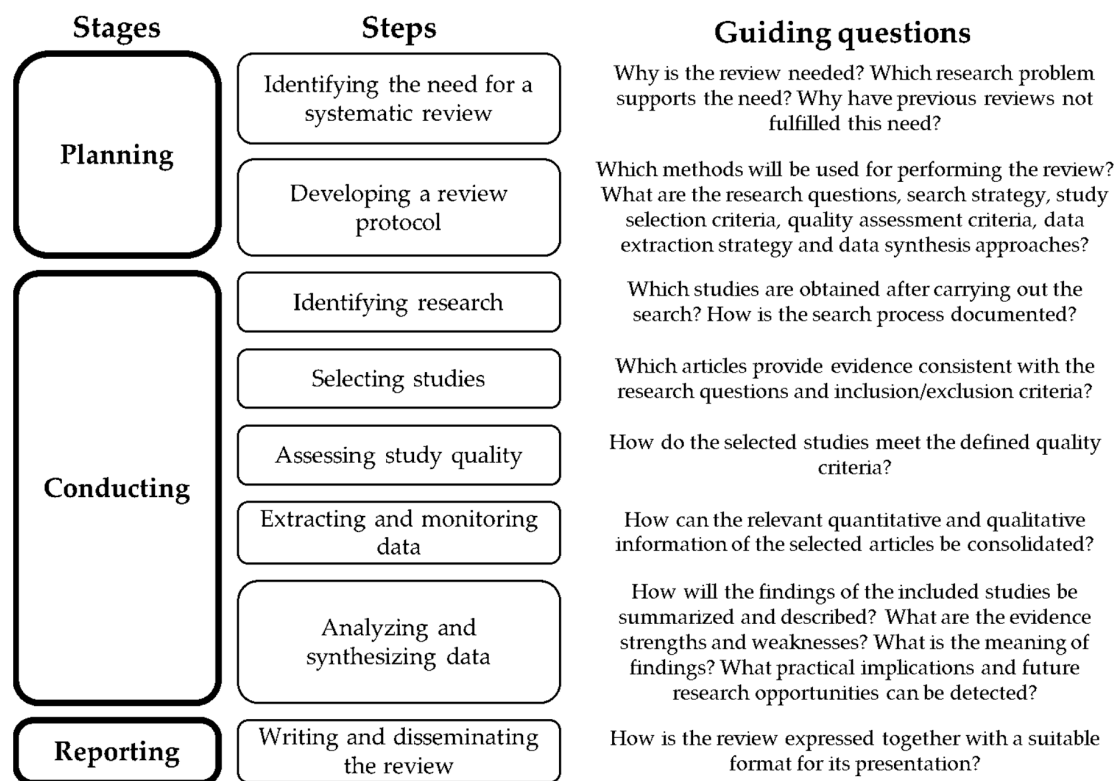 Stages
Steps
Guiding questions
Planning
Identifying the need for a
systematic review
Why is the review needed? Which research problem
supports the need? Why have previous reviews not
fulfilled this need?
Developing a review
protocol
Which methods will be used for performing the review?
What are the research questions, search strategy, study
selection criteria, quality assessment criteria, data
extraction strategy and data synthesis approaches?
Conducting
Identifying research
Which studies are obtained after carrying out the
search? How is the search process documented?
Selecting studies
Which articles provide evidence consistent with the
research questions and inclusion/exclusion criteria?
Assessing study quality
How do the selected studies meet the defined quality
criteria?
Extracting and monitoring
data
How can the relevant quantitative and qualitative
information of the selected articles be consolidated?
Analyzing and
synthesizing data
How will the findings of the included studies be
summarized and described? What are the evidence
strengths and weaknesses? What is the meaning of
findings? What practical implications and future
research opportunities can be detected?
Reporting
Writing and disseminating
the review
How is the review expressed together with a suitable
format for its presentation?